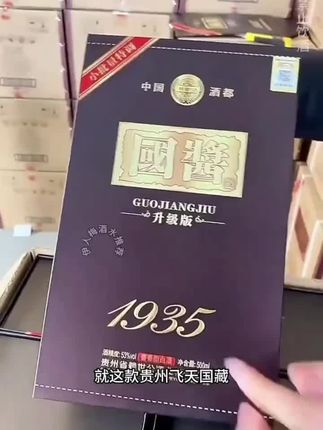 小批量特调
中国 酒都
國醬
GUOJIANGJIU
升级版
1935
酒精度:53%vol 酱香型白酒 净含量:500ml
就这款贵州飞天国藏